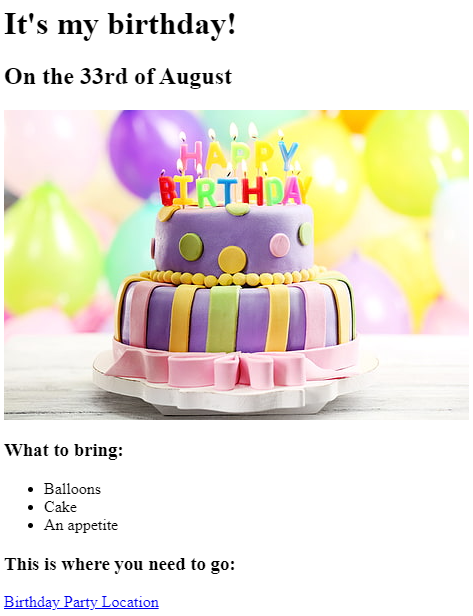 It's my birthday!
On the 33rd of August
HAPPY
BIRTHDAY
What to bring:
Balloons
Cake
An appetite
This is where you need to go:
Birthday Party Location